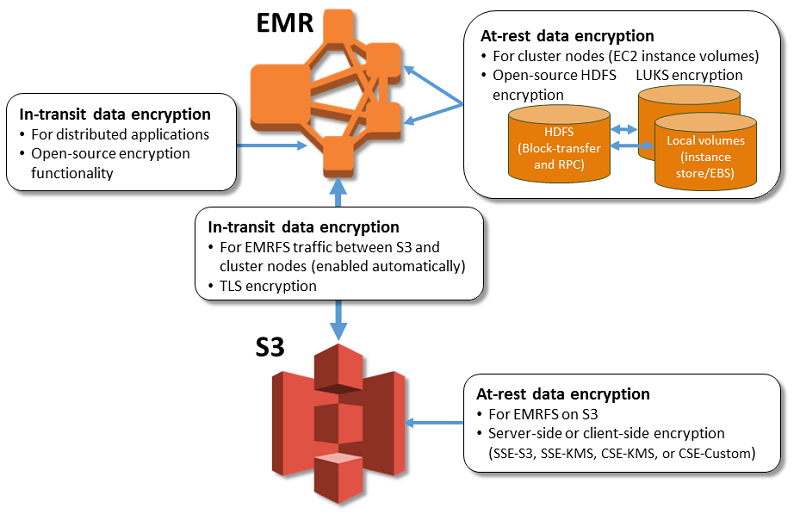 EMR
At-rest data encryption
• For cluster nodes (EC2 instance volumes)
• Open-source HDFS encryption
LUKS encryption
HDFS
(Block-transfer
and RPC)
Local volumes
(instance
store/EBS)
In-transit data encryption
• For distributed applications
• Open-source encryption
functionality
In-transit data encryption
• For EMRFS traffic between S3 and
cluster nodes (enabled automatically)
• TLS encryption
S3
At-rest data encryption
• For EMRFS on S3
• Server-side or client-side encryption
(SSE-S3, SSE-KMS, CSE-KMS, or CSE-Custom)